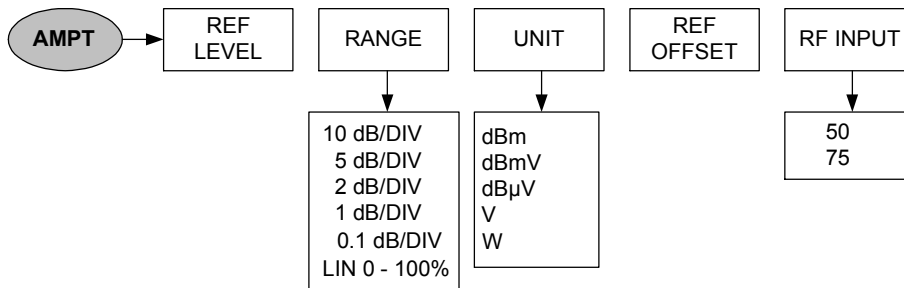 AMPT
REF
LEVEL
RANGE
UNIT
REF
OFFSET
RF INPUT
10 dB/DIV
5 dB/DIV
2 dB/DIV
1 dB/DIV
0.1 dB/DIV
LIN 0 - 100%
dBm
dBmV
dBµV
V
W
50
75